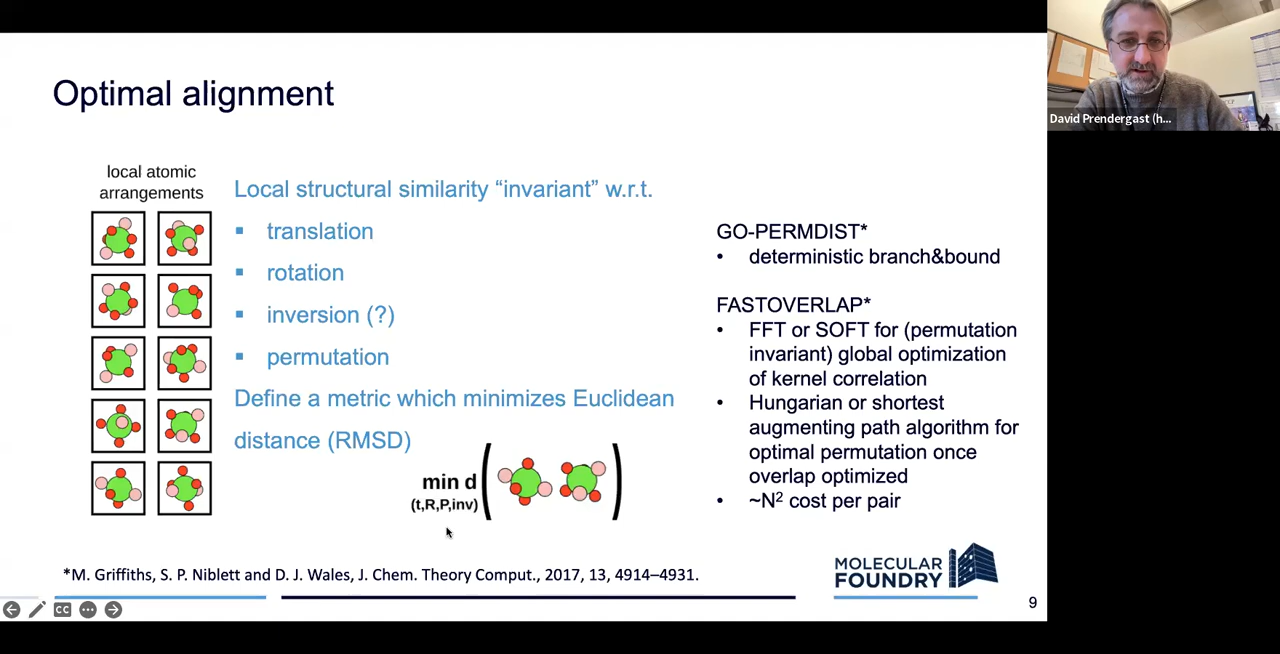 Optimal alignment
local atomic
arrangements
Local structural similarity “invariant” w.r.t.
▪ translation
▪ rotation
▪ inversion (?)
▪ permutation
Define a metric which minimizes Euclidean
distance (RMSD)
min d
(t,R,P,inv)
GO-PERMDIST*
• deterministic branch&bound
FASTOVERLAP*
• FFT or SOFT for (permutation
invariant) global optimization
of kernel correlation
• Hungarian or shortest
augmenting path algorithm for
optimal permutation once
overlap optimized
• ~N² cost per pair
*M. Griffiths, S. P. Niblett and D. J. Wales, J. Chem. Theory Comput., 2017, 13, 4914–4931.
MOLECULAR
FOUNDRY
9
CC
David Prendergast (h...